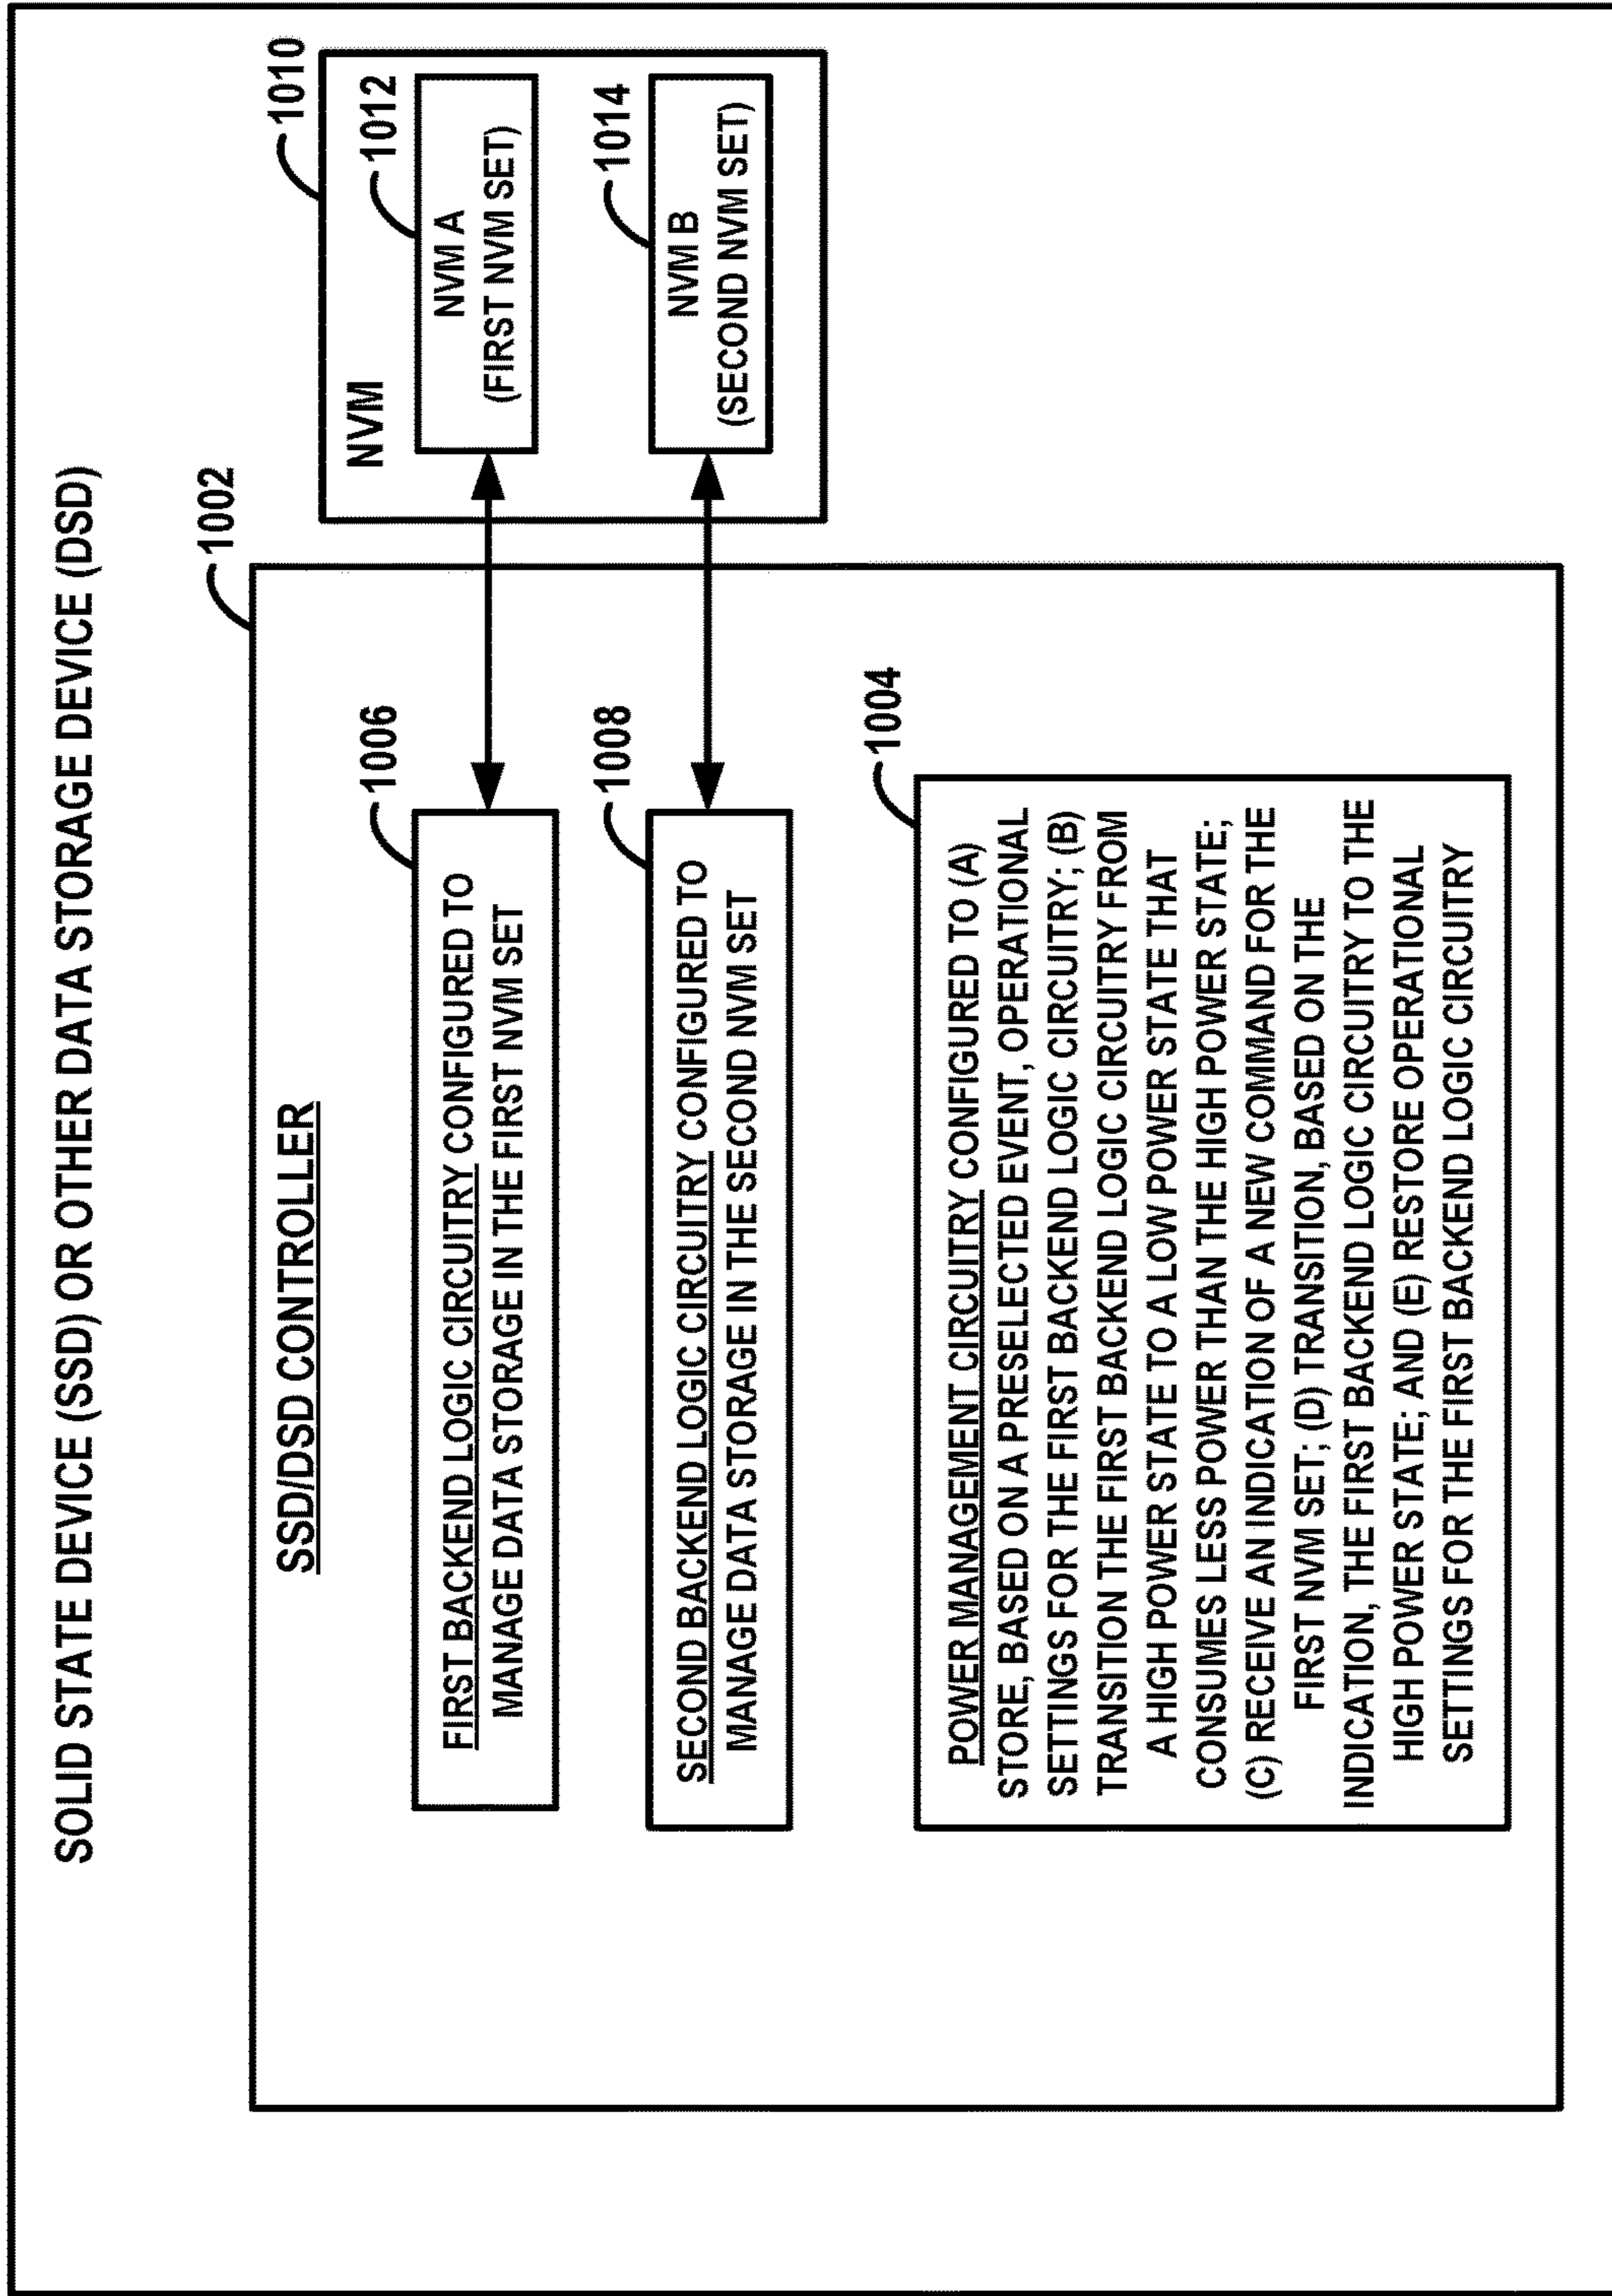 SOLID STATE DEVICE (SSD) OR OTHER DATA STORAGE DEVICE (DSD)
1002
SSD/DSD CONTROLLER
1006
FIRST BACKEND LOGIC CIRCUITRY CONFIGURED TO
MANAGE DATA STORAGE IN THE FIRST NVM SET
1008
SECOND BACKEND LOGIC CIRCUITRY CONFIGURED TO
MANAGE DATA STORAGE IN THE SECOND NVM SET
1004
POWER MANAGEMENT CIRCUITRY CONFIGURED TO (A)
STORE, BASED ON A PRESELECTED EVENT, OPERATIONAL
SETTINGS FOR THE FIRST BACKEND LOGIC CIRCUITRY; (B)
TRANSITION THE FIRST BACKEND LOGIC CIRCUITRY FROM
A HIGH POWER STATE TO A LOW POWER STATE THAT
CONSUMES LESS POWER THAN THE HIGH POWER STATE;
(C) RECEIVE AN INDICATION OF A NEW COMMAND FOR THE
FIRST NVM SET; (D) TRANSITION, BASED ON THE
INDICATION, THE FIRST BACKEND LOGIC CIRCUITRY TO THE
HIGH POWER STATE; AND (E) RESTORE OPERATIONAL
SETTINGS FOR THE FIRST BACKEND LOGIC CIRCUITRY
1010
NVM
1012
NVM A
(FIRST NVM SET)
1014
NVM B
(SECOND NVM SET)